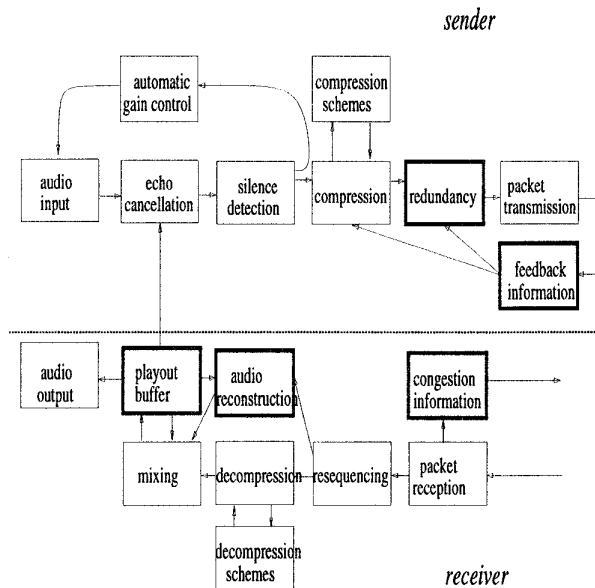 sender
automatic
gain control
compression
schemes
audio
input
echo
cancellation
silence
detection
compression
redundancy
packet
transmission
feedback
information
audio
output
playout
buffer
audio
reconstruction
congestion
information
mixing
decompression
resequencing
packet
reception
decompression
schemes
receiver